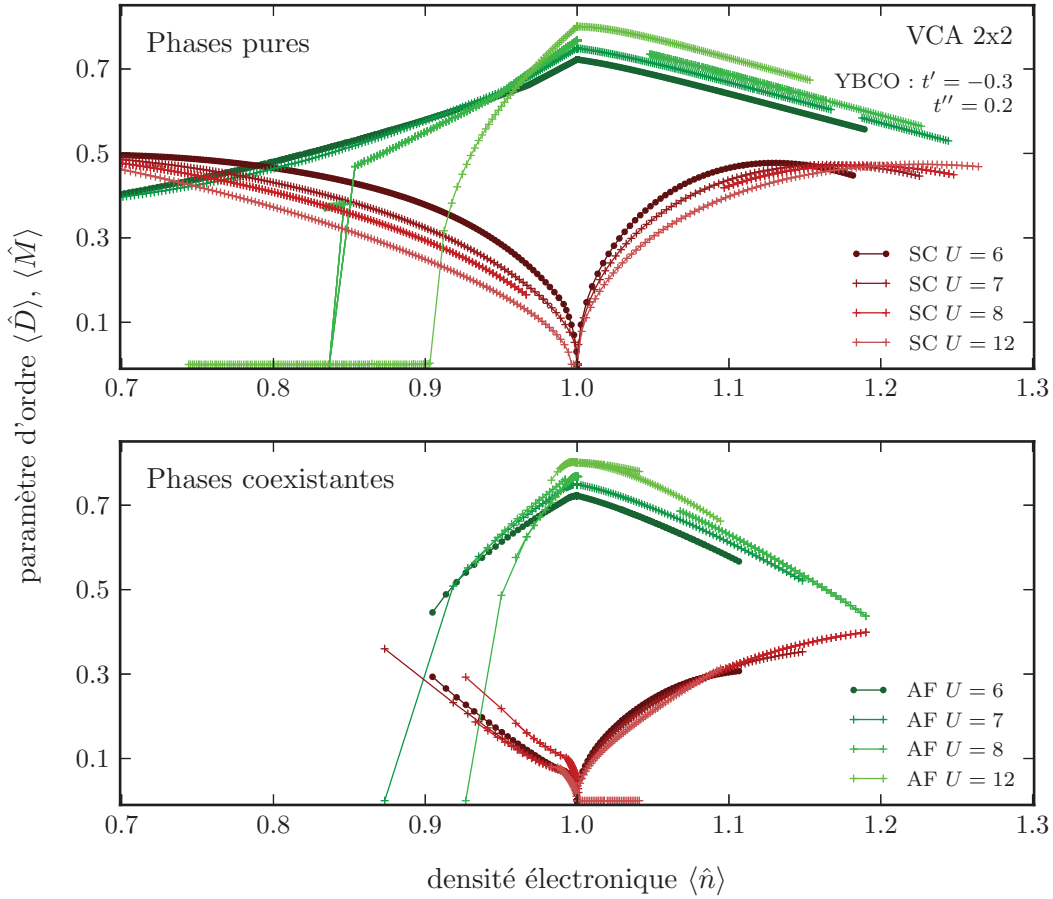 Phases pures
VCA 2x2
YBCO : t′ = −0.3
t′′ = 0.2
0.7
0.5
0.3
0.1
SC U = 6
SC U = 7
SC U = 8
SC U = 12
0.7 0.8 0.9 1.0 1.1 1.2 1.3
paramètre d'ordre ⟨D̂⟩, ⟨M̂⟩
Phases coexistantes
0.7
0.5
0.3
0.1
AF U = 6
AF U = 7
AF U = 8
AF U = 12
0.7 0.8 0.9 1.0 1.1 1.2 1.3
densité électronique ⟨n̂⟩